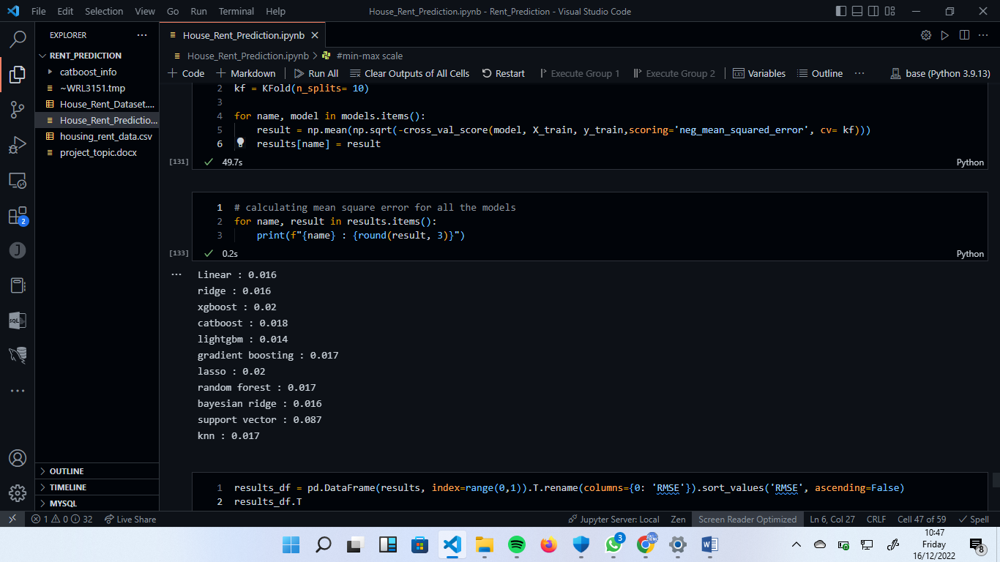 File Edit Selection View Go Run Terminal Help House_Rent_Prediction.ipynb - Rent_Prediction - Visual Studio Code
EXPLORER
RENT_PREDICTION
catboost_info
~WRL3151.tmp
House_Rent_Dataset....
House_Rent_Predictio...
housing_rent_data.csv
project_topic.docx
OUTLINE
TIMELINE
MYSQL
2
SQL
House_Rent_Prediction.ipynb
House_Rent_Prediction.ipynb > #min-max scale
+ Code + Markdown Run All Clear Outputs of All Cells Restart Execute Group 1 Execute Group 2 Variables Outline ... base (Python 3.9.13)
2 kf = KFold(n_splits= 10)
3
4 for name, model in models.items():
5 result = np.mean(np.sqrt(-cross_val_score(model, X_train, y_train,scoring='neg_mean_squared_error', cv= kf)))
6 results[name] = result
[131] 49.7s Python
1 # calculating mean square error for all the models
2 for name, result in results.items():
3 print(f"{name} : {round(result, 3)}")
[133] 0.2s Python
Linear : 0.016
ridge : 0.016
xgboost : 0.02
catboost : 0.018
lightgbm : 0.014
gradient boosting : 0.017
lasso : 0.02
random forest : 0.017
bayesian ridge : 0.016
support vector : 0.087
knn : 0.017
1 results_df = pd.DataFrame(results, index=range(0,1)).T.rename(columns={0: 'RMSE'}).sort_values('RMSE', ascending=False)
2 results_df.T
1 0 32 Live Share Jupyter Server: Local Zen Screen Reader Optimized Ln 6, Col 27 CRLF Cell 47 of 59 Spell
3
10:47
Friday
16/12/2022
8